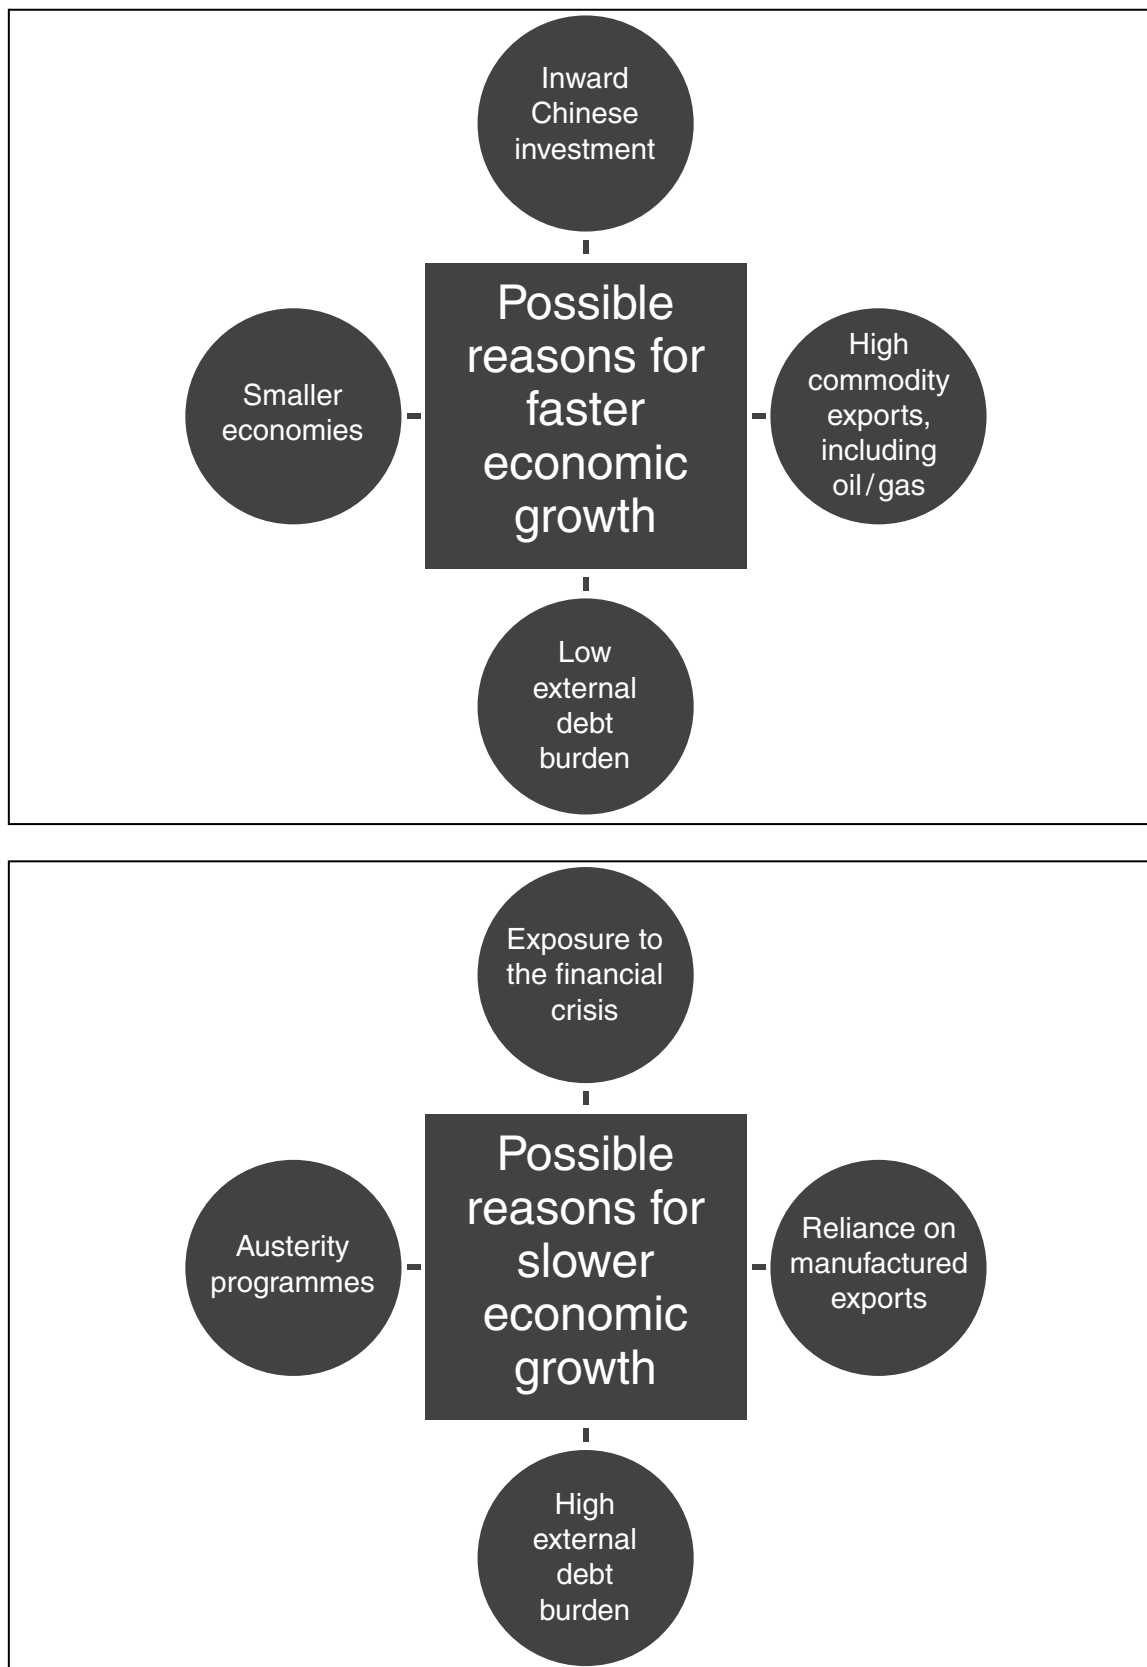 Inward
Chinese
investment
Possible
reasons for
faster
economic
growth
Smaller
economies
High
commodity
exports,
including
oil/gas
Low
external
debt
burden
Exposure to
the financial
crisis
Possible
reasons for
slower
economic
growth
Austerity
programmes
Reliance on
manufactured
exports
High
external
debt
burden